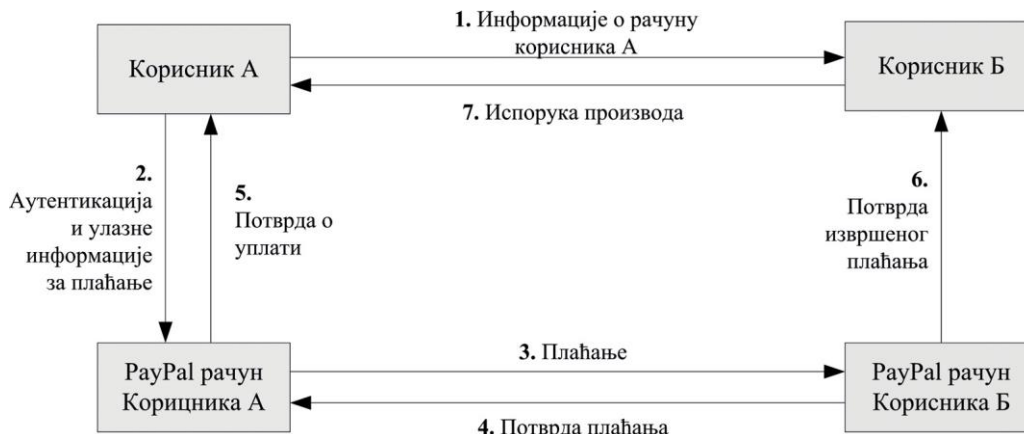 1. Информације о рачуну
корисника А
Корисник А
Корисник Б
7. Испорука производа
2.
Аутентикација
и улазне
информације
за плаћање
5.
Потврда о
уплати
6.
Потврда
извршеног
плаћања
PayPal рачун
Корицника А
3. Плаћање
PayPal рачун
Корисника Б
4. Потврда плаћања